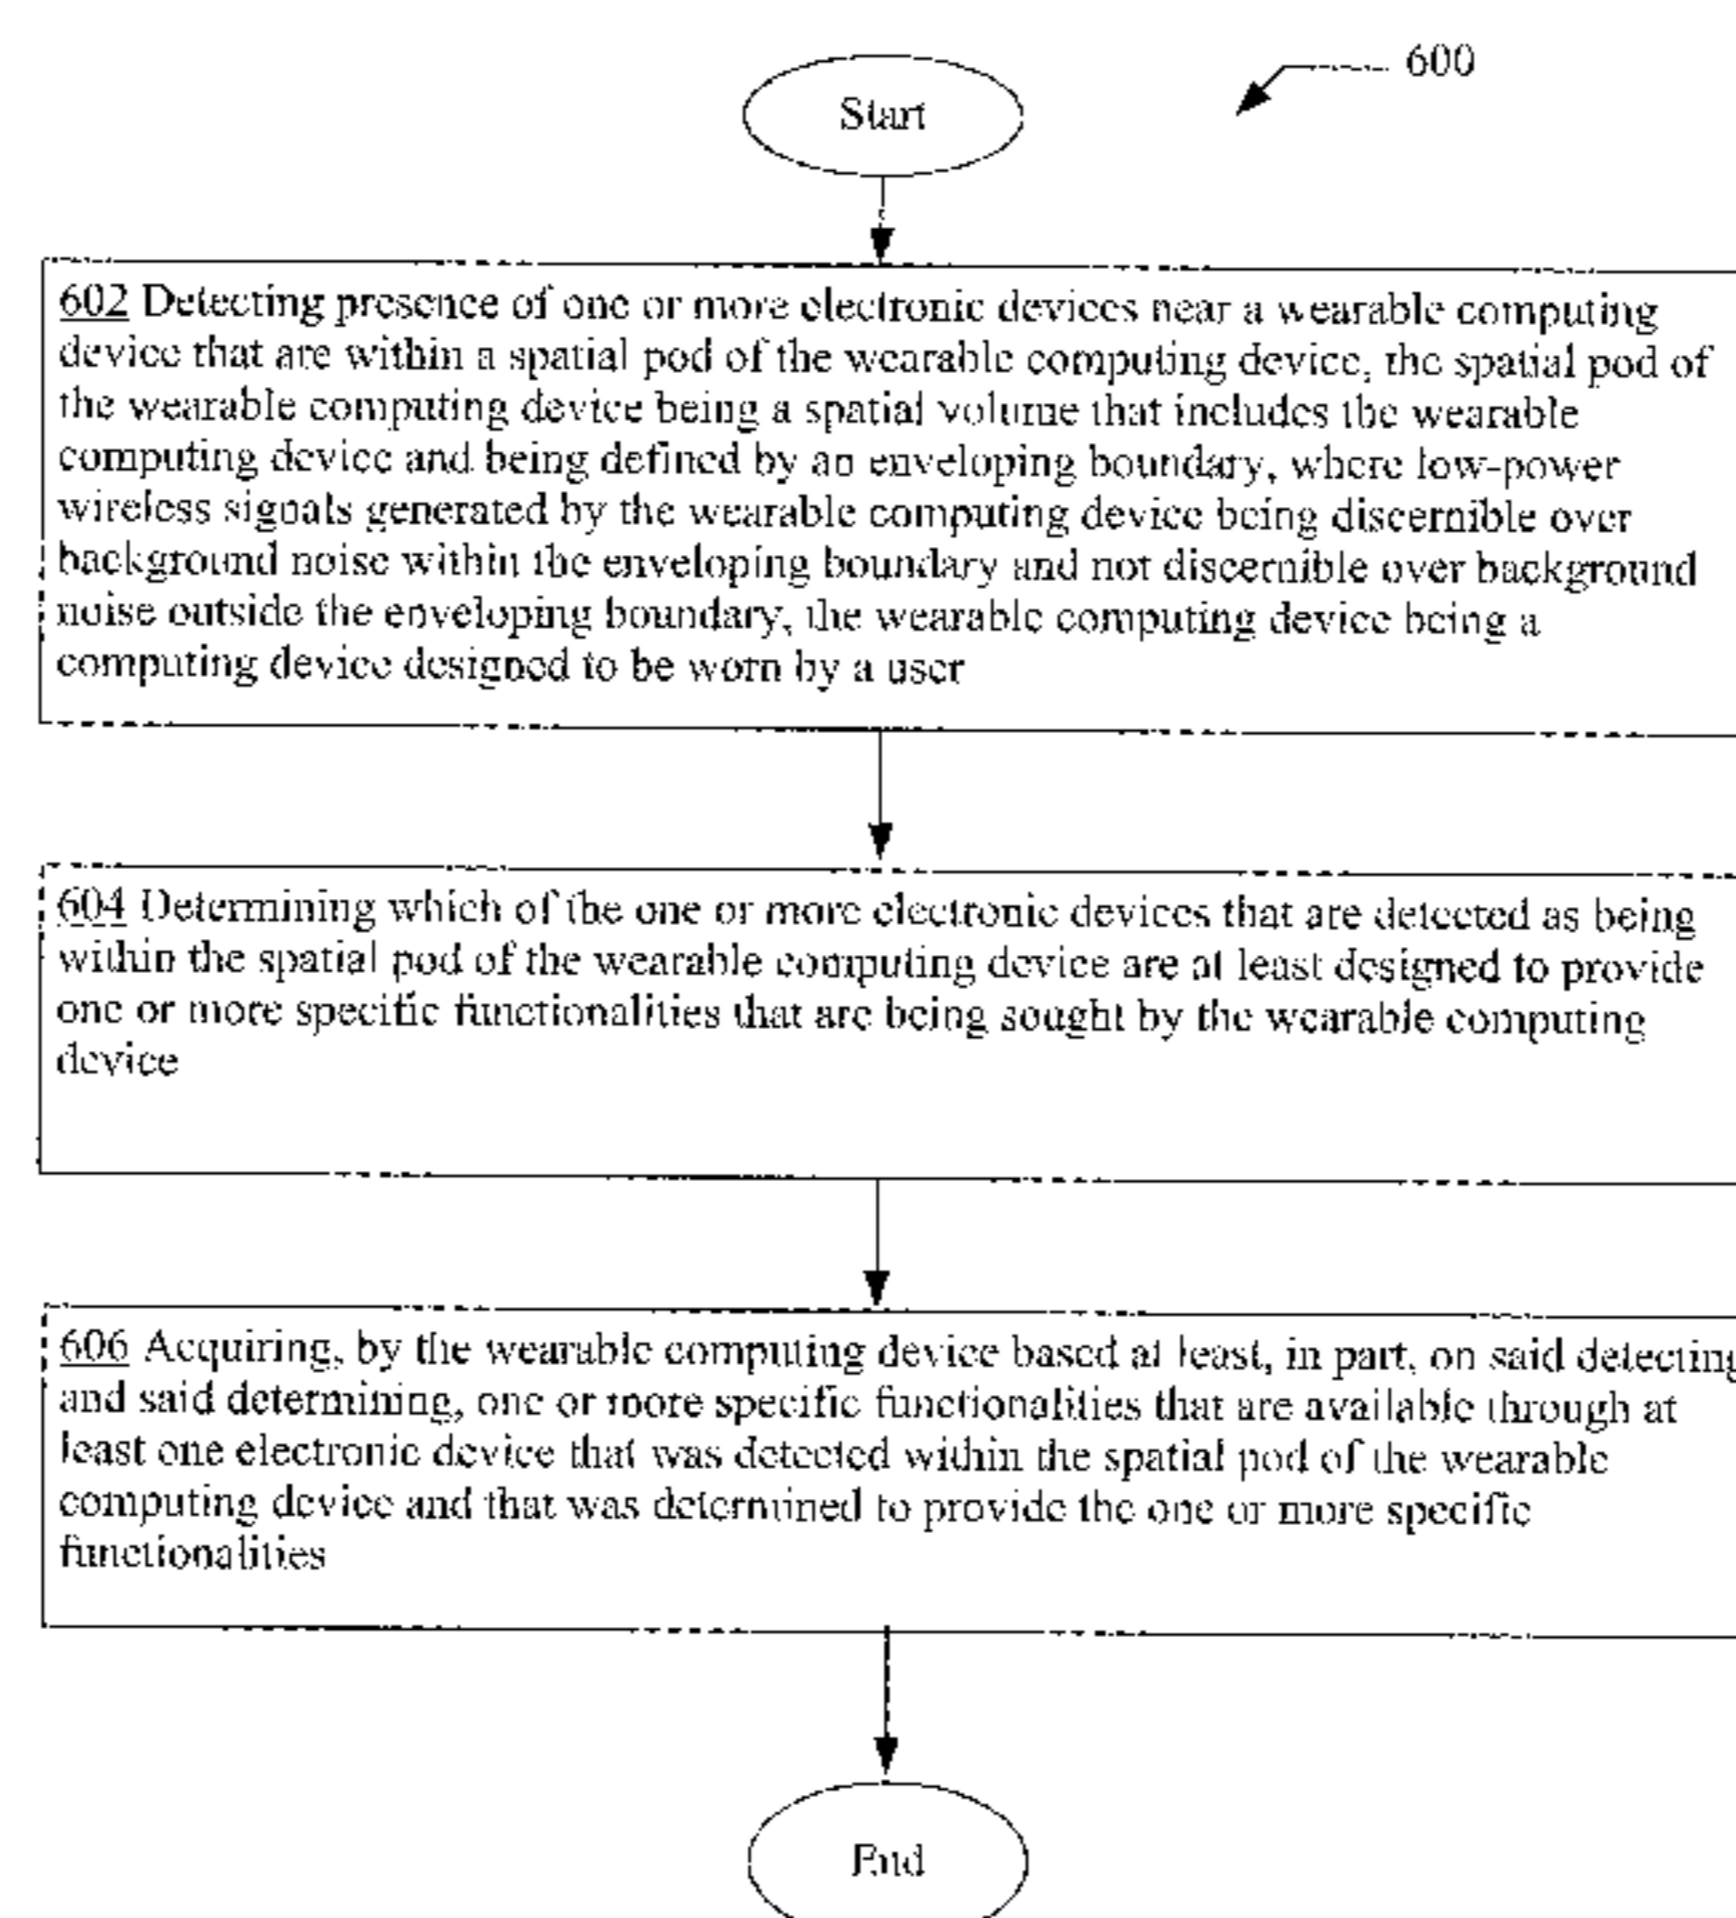 600
Start
602 Detecting presence of one or more electronic devices near a wearable computing
device that are within a spatial pod of the wearable computing device, the spatial pod of
the wearable computing device being a spatial volume that includes the wearable
computing device and being defined by an enveloping boundary, where low-power
wireless signals generated by the wearable computing device being discernible over
background noise within the enveloping boundary and not discernible over background
noise outside the enveloping boundary, the wearable computing device being a
computing device designed to be worn by a user
604 Determining which of the one or more electronic devices that are detected as being
within the spatial pod of the wearable computing device are at least designed to provide
one or more specific functionalities that are being sought by the wearable computing
device
606 Acquiring, by the wearable computing device based at least, in part, on said detecting
and said determining, one or more specific functionalities that are available through at
least one electronic device that was detected within the spatial pod of the wearable
computing device and that was determined to provide the one or more specific
functionalities
End